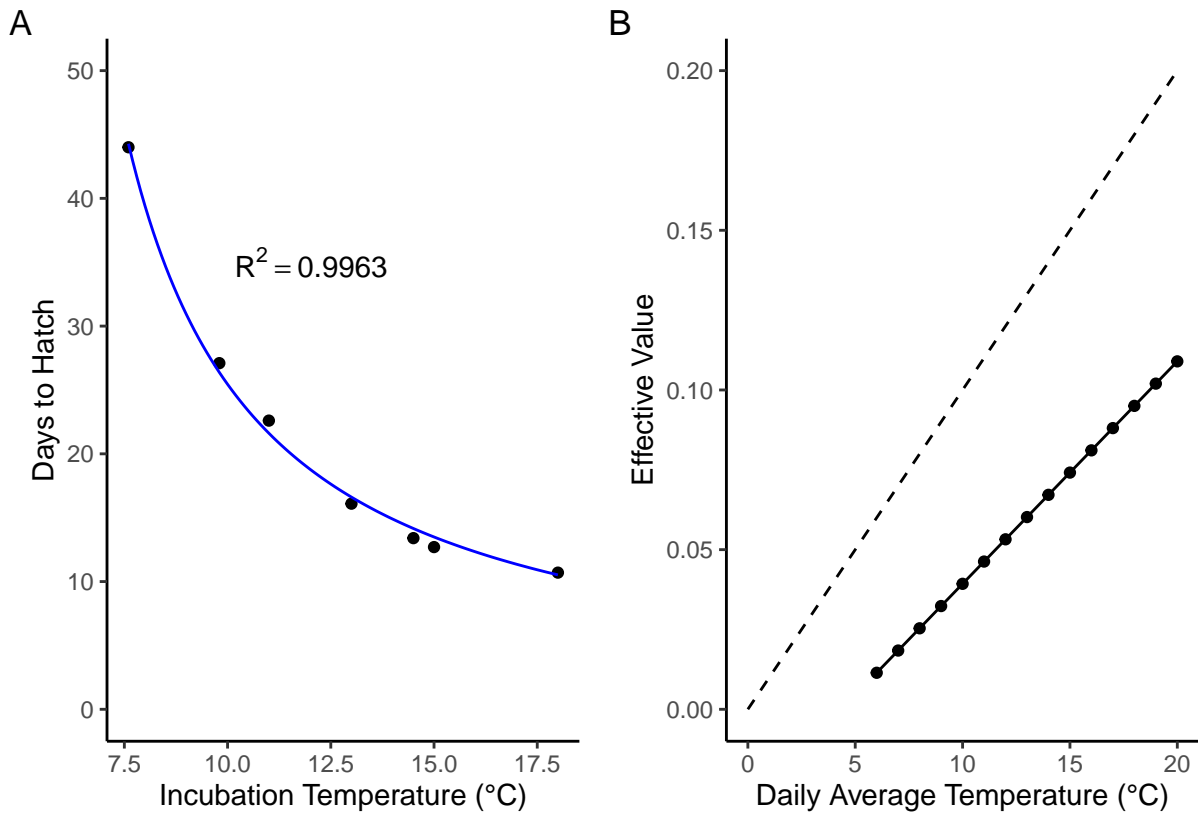 A
50
40
30
20
10
0
Days to Hatch
R² = 0.9963
7.5 10.0 12.5 15.0 17.5
Incubation Temperature (°C)
B
0.20
0.15
0.10
0.05
0.00
Effective Value
0 5 10 15 20
Daily Average Temperature (°C)